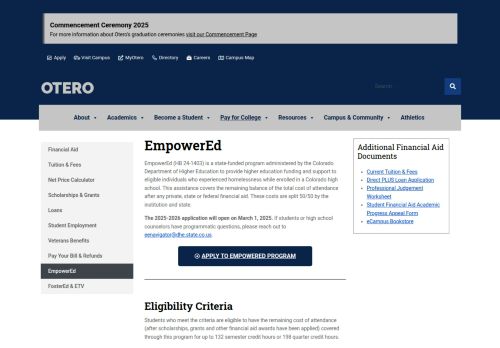 Commencement Ceremony 2025
For more information about Otero's graduation ceremonies visit our Commencement Page
Apply
Visit Campus
MyOtero
Directory
Careers
Campus Map
OTERO
Search
About
Academics
Become a Student
Pay for College
Resources
Campus & Community
Athletics
Financial Aid
Tuition & Fees
Net Price Calculator
Scholarships & Grants
Loans
Student Employment
Veterans Benefits
Pay Your Bill & Refunds
EmpowerEd
FosterEd & ETV
EmpowerEd
EmpowerEd (HB 24-1403) is a state-funded program administered by the Colorado
Department of Higher Education to provide higher education funding and support to
eligible individuals who experienced homelessness while enrolled in a Colorado high
school. This assistance covers the remaining balance of the total cost of attendance
after any private, state or federal financial aid. These costs are split 50/50 by the
institution and state.
The 2025-2026 application will open on March 1, 2025. If students or high school
counselors have programmatic questions, please reach out to
eenavigator@dhe.state.co.us.
APPLY TO EMPOWERED PROGRAM
Eligibility Criteria
Students who meet the criteria are eligible to have the remaining cost of attendance
(after scholarships, grants and other financial aid awards have been applied) covered
through this program for up to 132 semester credit hours or 198 quarter credit hours.
Additional Financial Aid
Documents
Current Tuition & Fees
Direct PLUS Loan Application
Professional Judgement
Worksheet
Student Financial Aid Academic
Progress Appeal Form
eCampus Bookstore